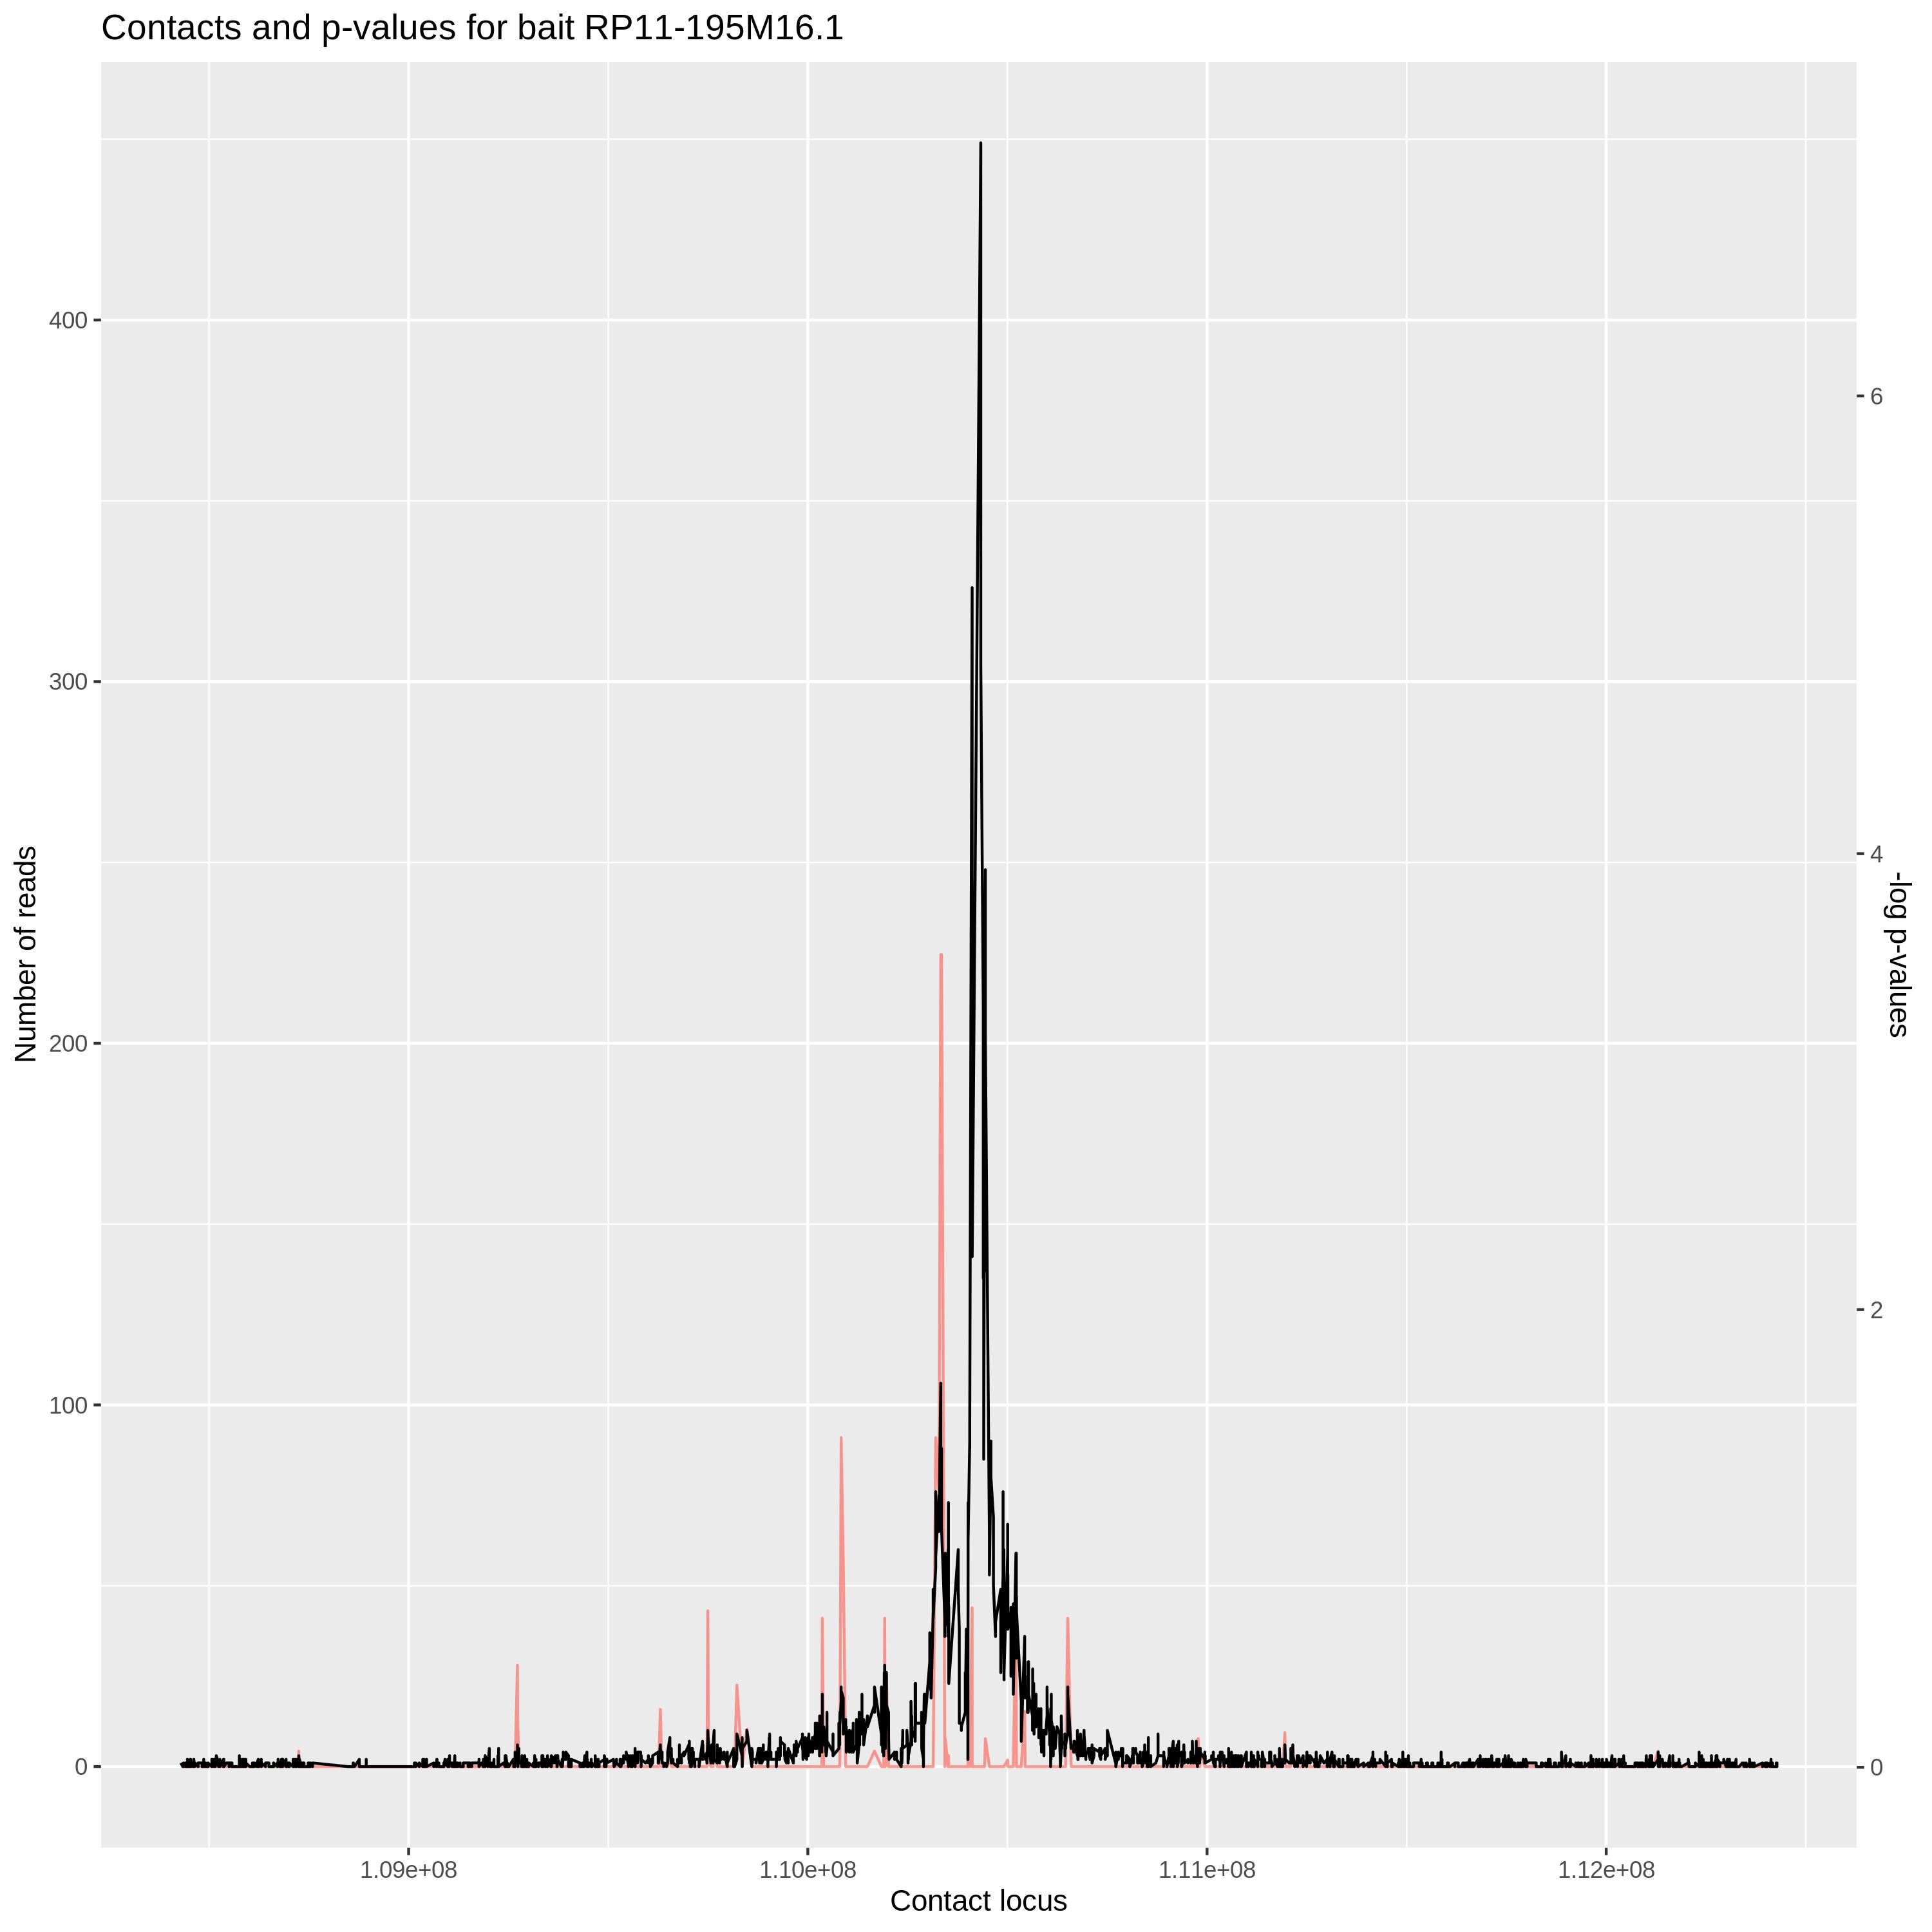 Contacts and p-values for bait RP11-195M16.1
400
300
200
100
0
Number of reads
6
4
2
0
-log p-values
1.09e+08
1.10e+08
1.11e+08
1.12e+08
Contact locus